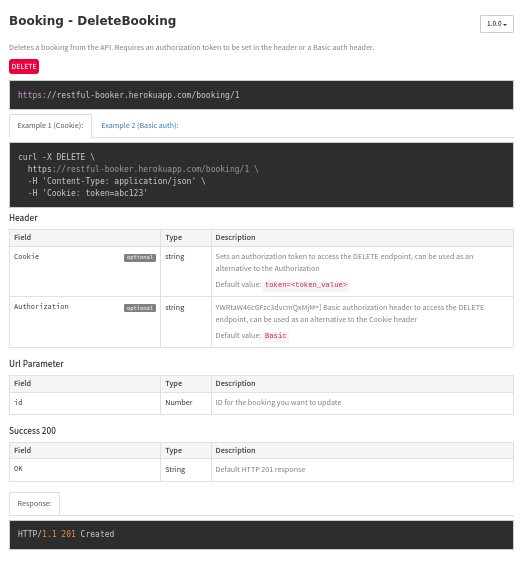 Booking - DeleteBooking
1.0.0
Deletes a booking from the API. Requires an authorization token to be set in the header or a Basic auth header.
DELETE
https://restful-booker.herokuapp.com/booking/1
Example 1 (Cookie): Example 2 (Basic auth):
curl -X DELETE \
https://restful-booker.herokuapp.com/booking/1 \
-H 'Content-Type: application/json' \
-H 'Cookie: token=abc123'
Header
Field Type Description
Cookie optional string Sets an authorization token to access the DELETE endpoint, can be used as an
alternative to the Authorization
Default value: token=<token_value>
Authorization optional string YWRtaW46cGFzc3dvcmQxMjM=] Basic authorization header to access the DELETE
endpoint, can be used as an alternative to the Cookie header
Default value: Basic
Url Parameter
Field Type Description
id Number ID for the booking you want to update
Success 200
Field Type Description
OK String Default HTTP 201 response
Response:
HTTP/1.1 201 Created